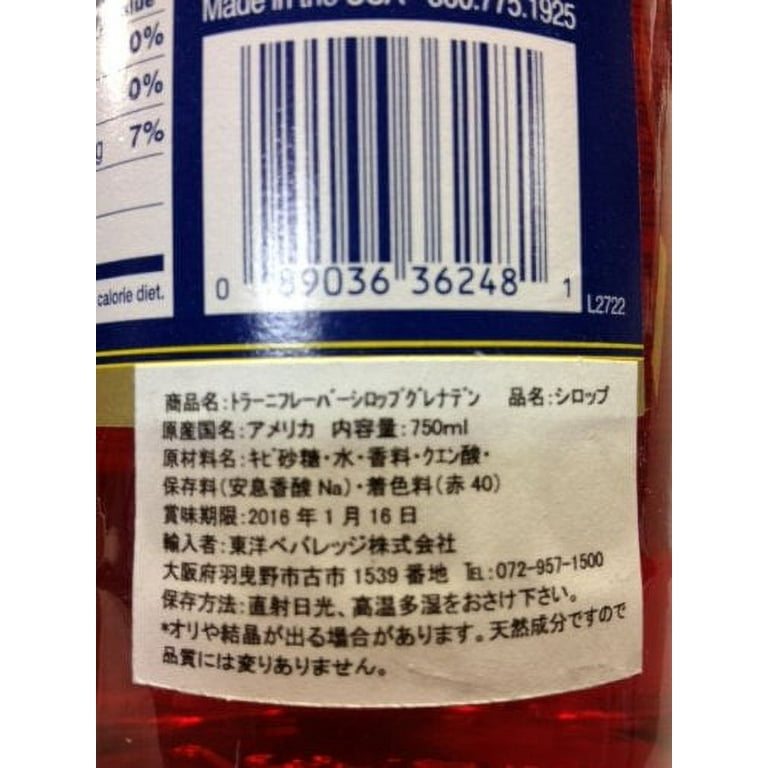 Made in the USA 800.775.1925
0%
0%
7%
calorie diet.
0 89036 36248 1
L2722
商品名:トラーニフレーバーシロップグレナデン 品名:シロップ
原産国名:アメリカ 内容量:750ml
原材料名:キビ砂糖・水・香料・クエン酸・
保存料(安息香酸Na)・着色料(赤40)
賞味期限:2016年1月16日
輸入者:東洋ベバレッジ株式会社
大阪府羽曳野市古市1539番地 ℡:072-957-1500
保存方法:直射日光、高温多湿をおさけ下さい。
*オリや結晶が出る場合があります。天然成分ですので
品質には変りありません。